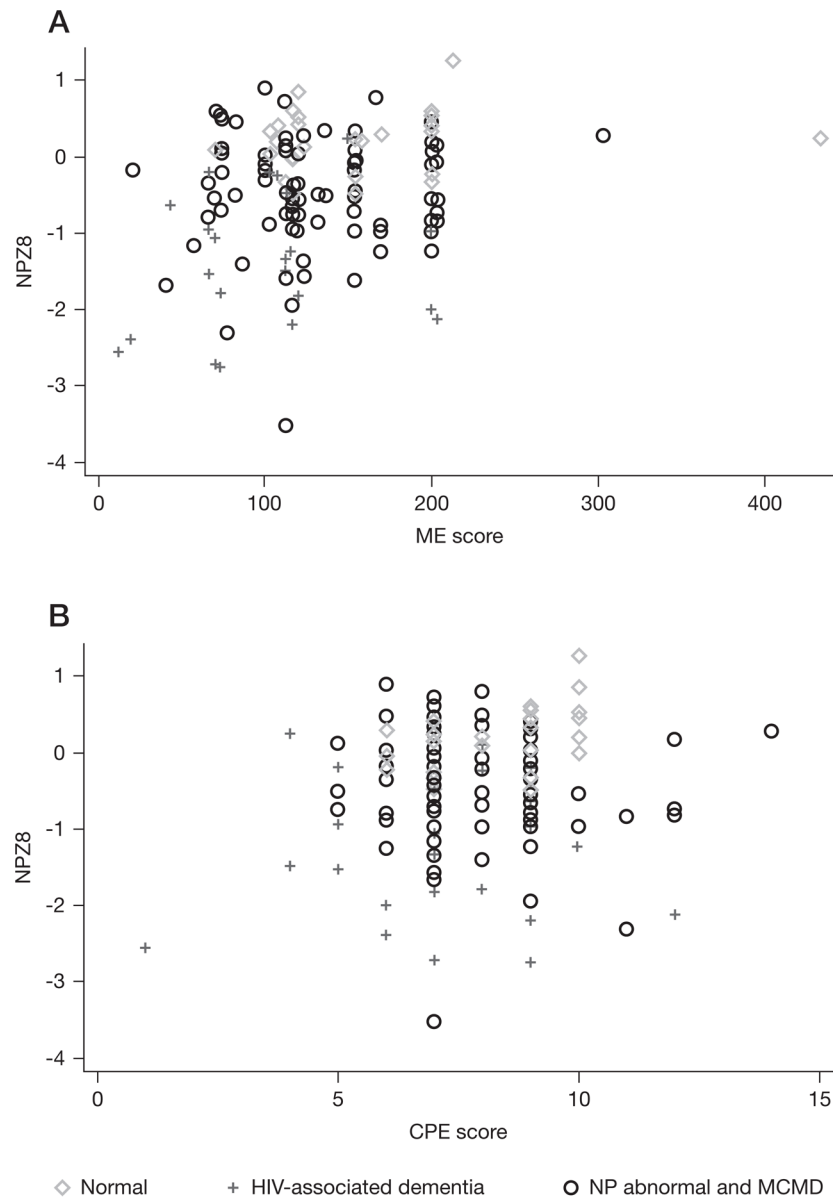 A
1
0
-1
-2
-3
-4
NPZ8
0 100 200 300 400
ME score
B
1
0
-1
-2
-3
-4
NPZ8
0 5 10 15
CPE score
Normal HIV-associated dementia NP abnormal and MCMD